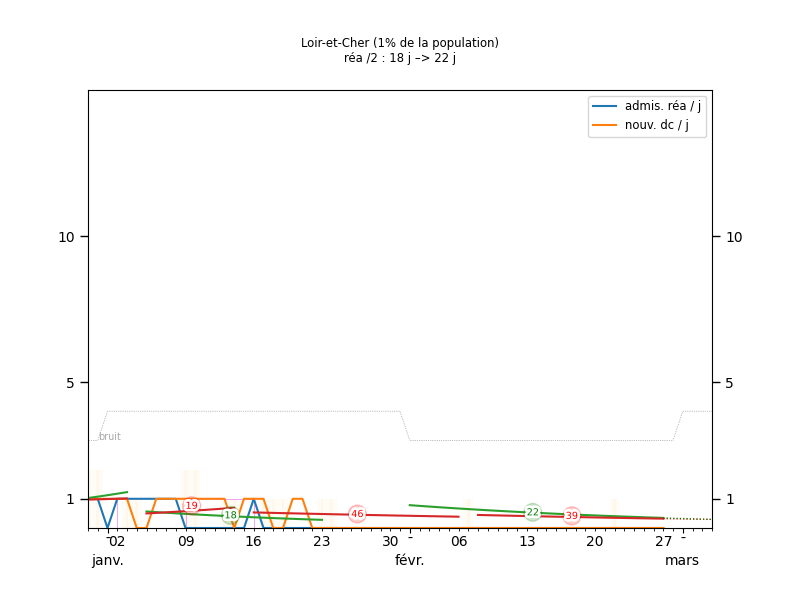 Loir-et-Cher (1% de la population)
réa /2 : 18 j –> 22 j
admis. réa / j
nouv. dc / j
10 10
5 5
bruit
1 1
19
18
46
22
39
02 09 16 23 30 06 13 20 27
janv. févr. mars